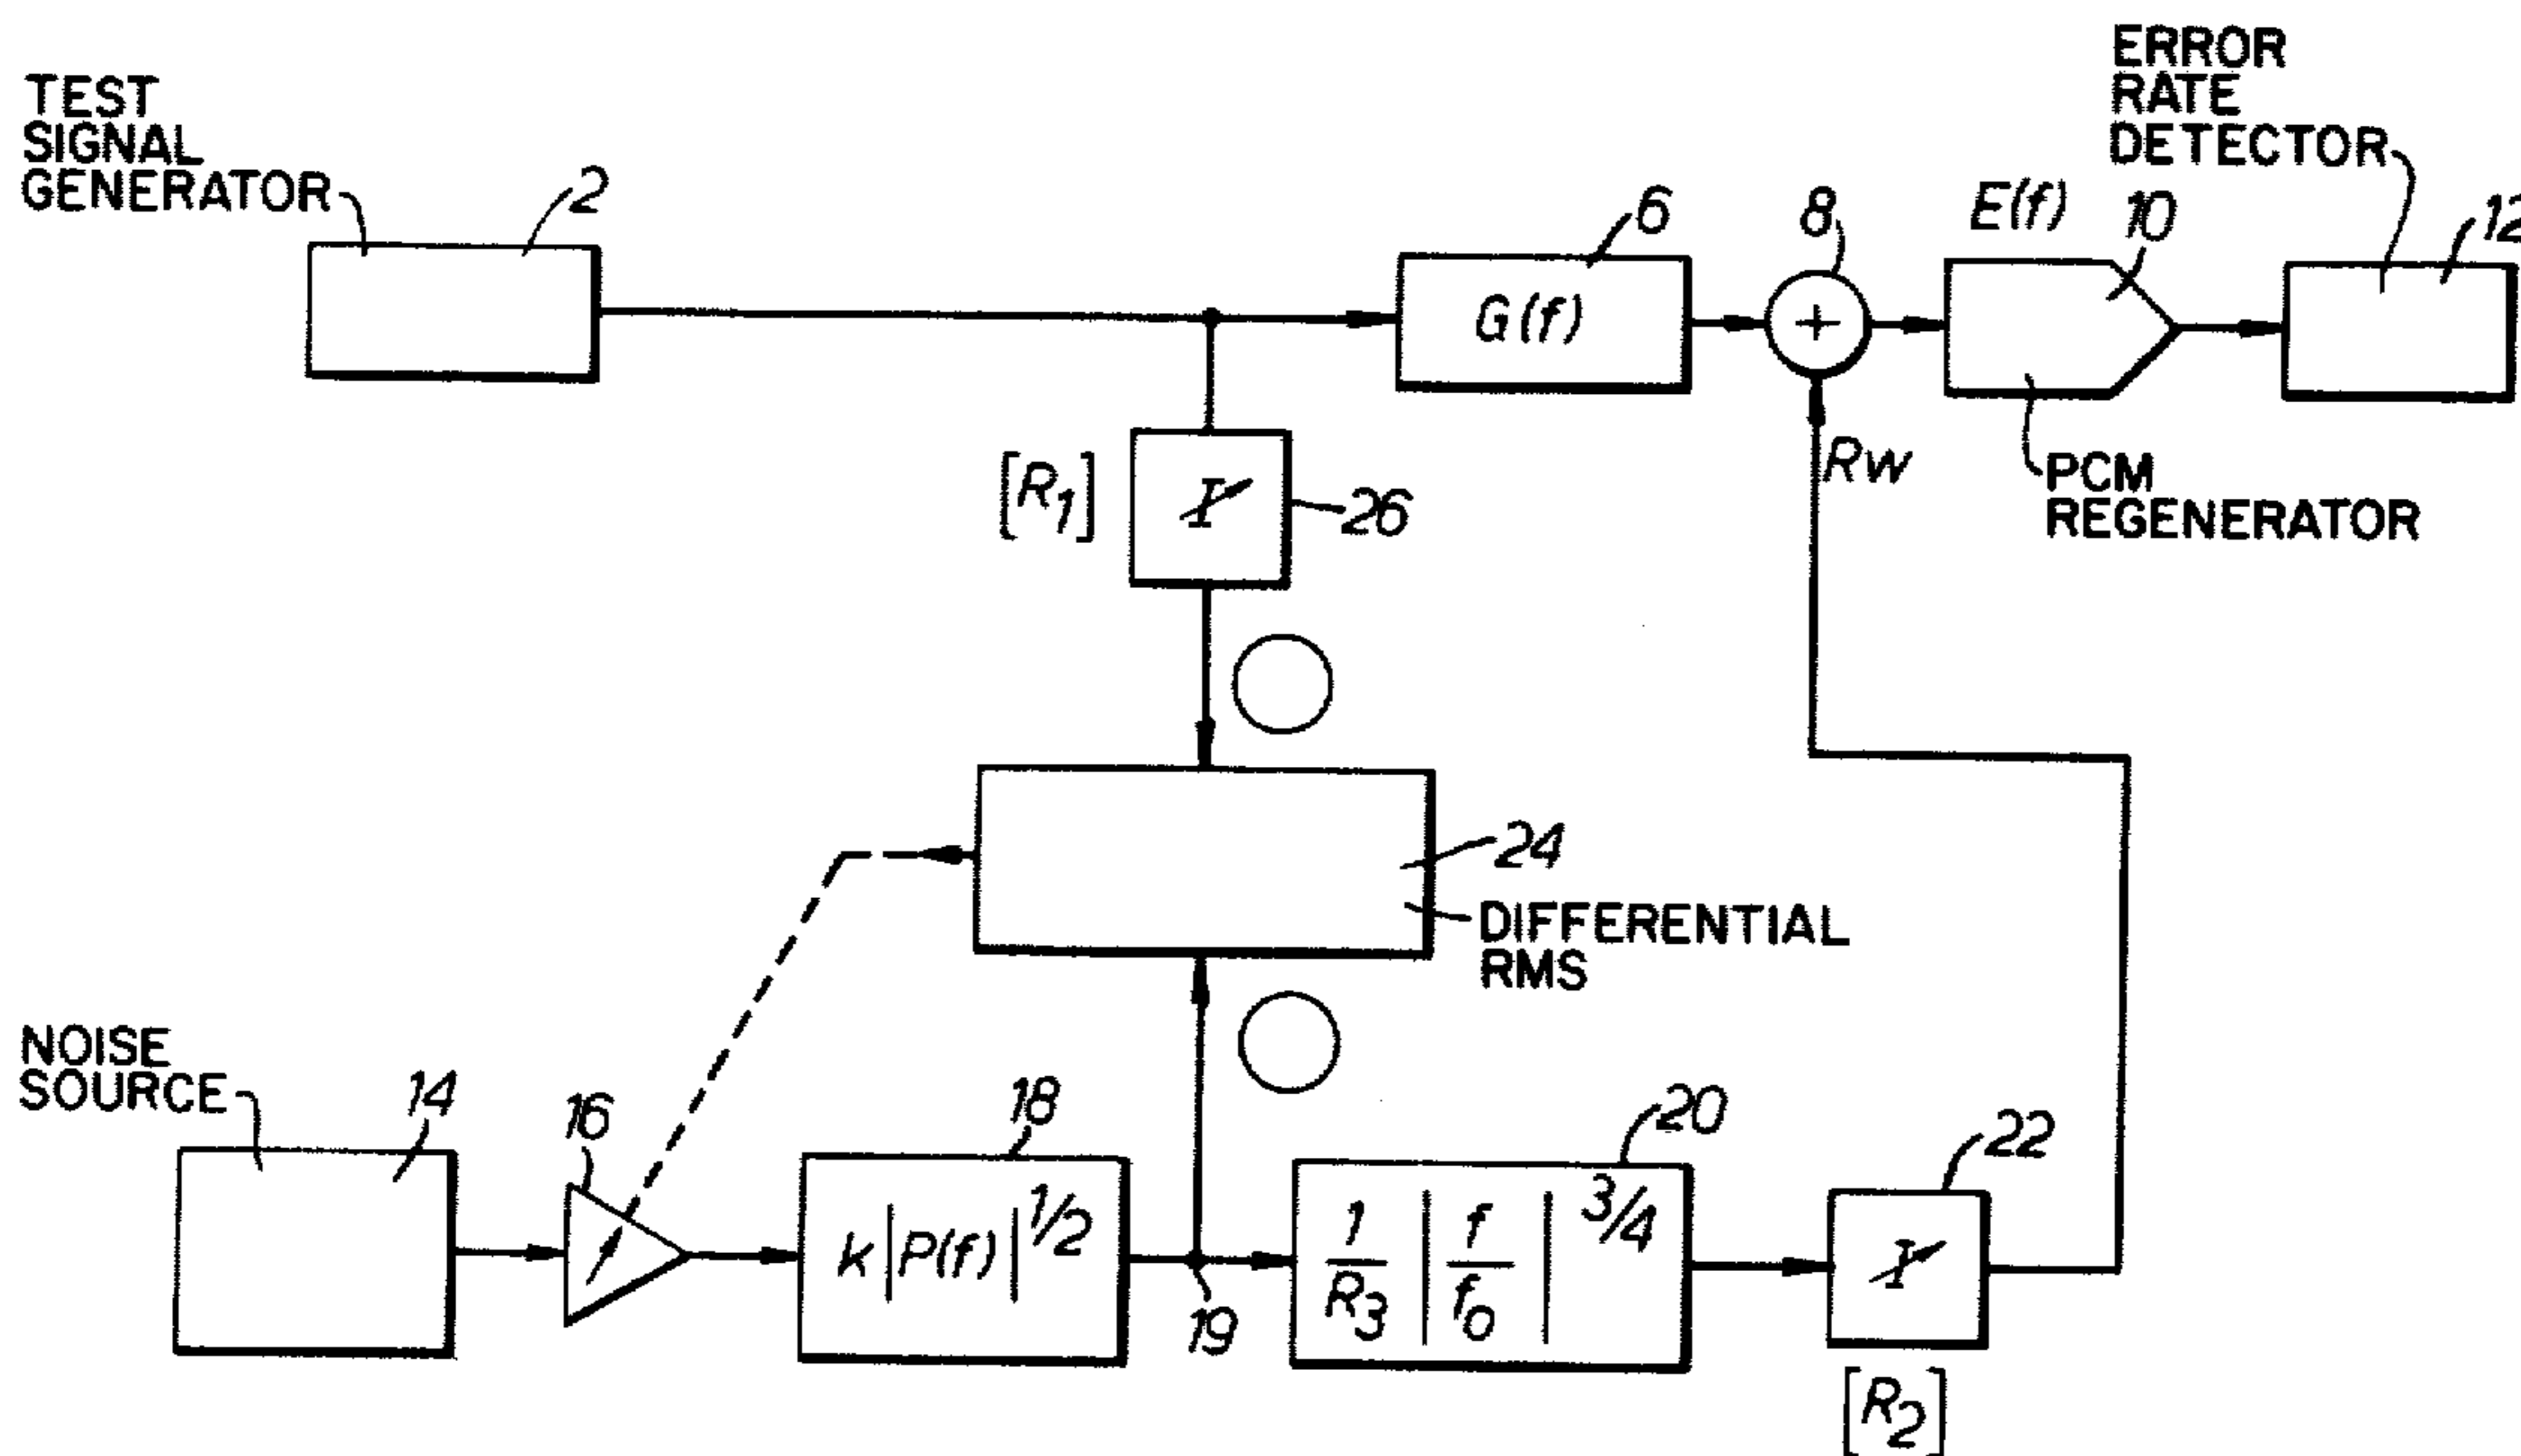 TEST
SIGNAL
GENERATOR
2
6
G(f)
8
+
E(f)
10
ERROR
RATE
DETECTOR
12
[R1]
I
26
Rw
PCM
REGENERATOR
24
DIFFERENTIAL
RMS
NOISE
SOURCE
14
16
18
k|P(f)|^1/2
19
20
1/R3 |f/f0|^3/4
22
I
[R2]